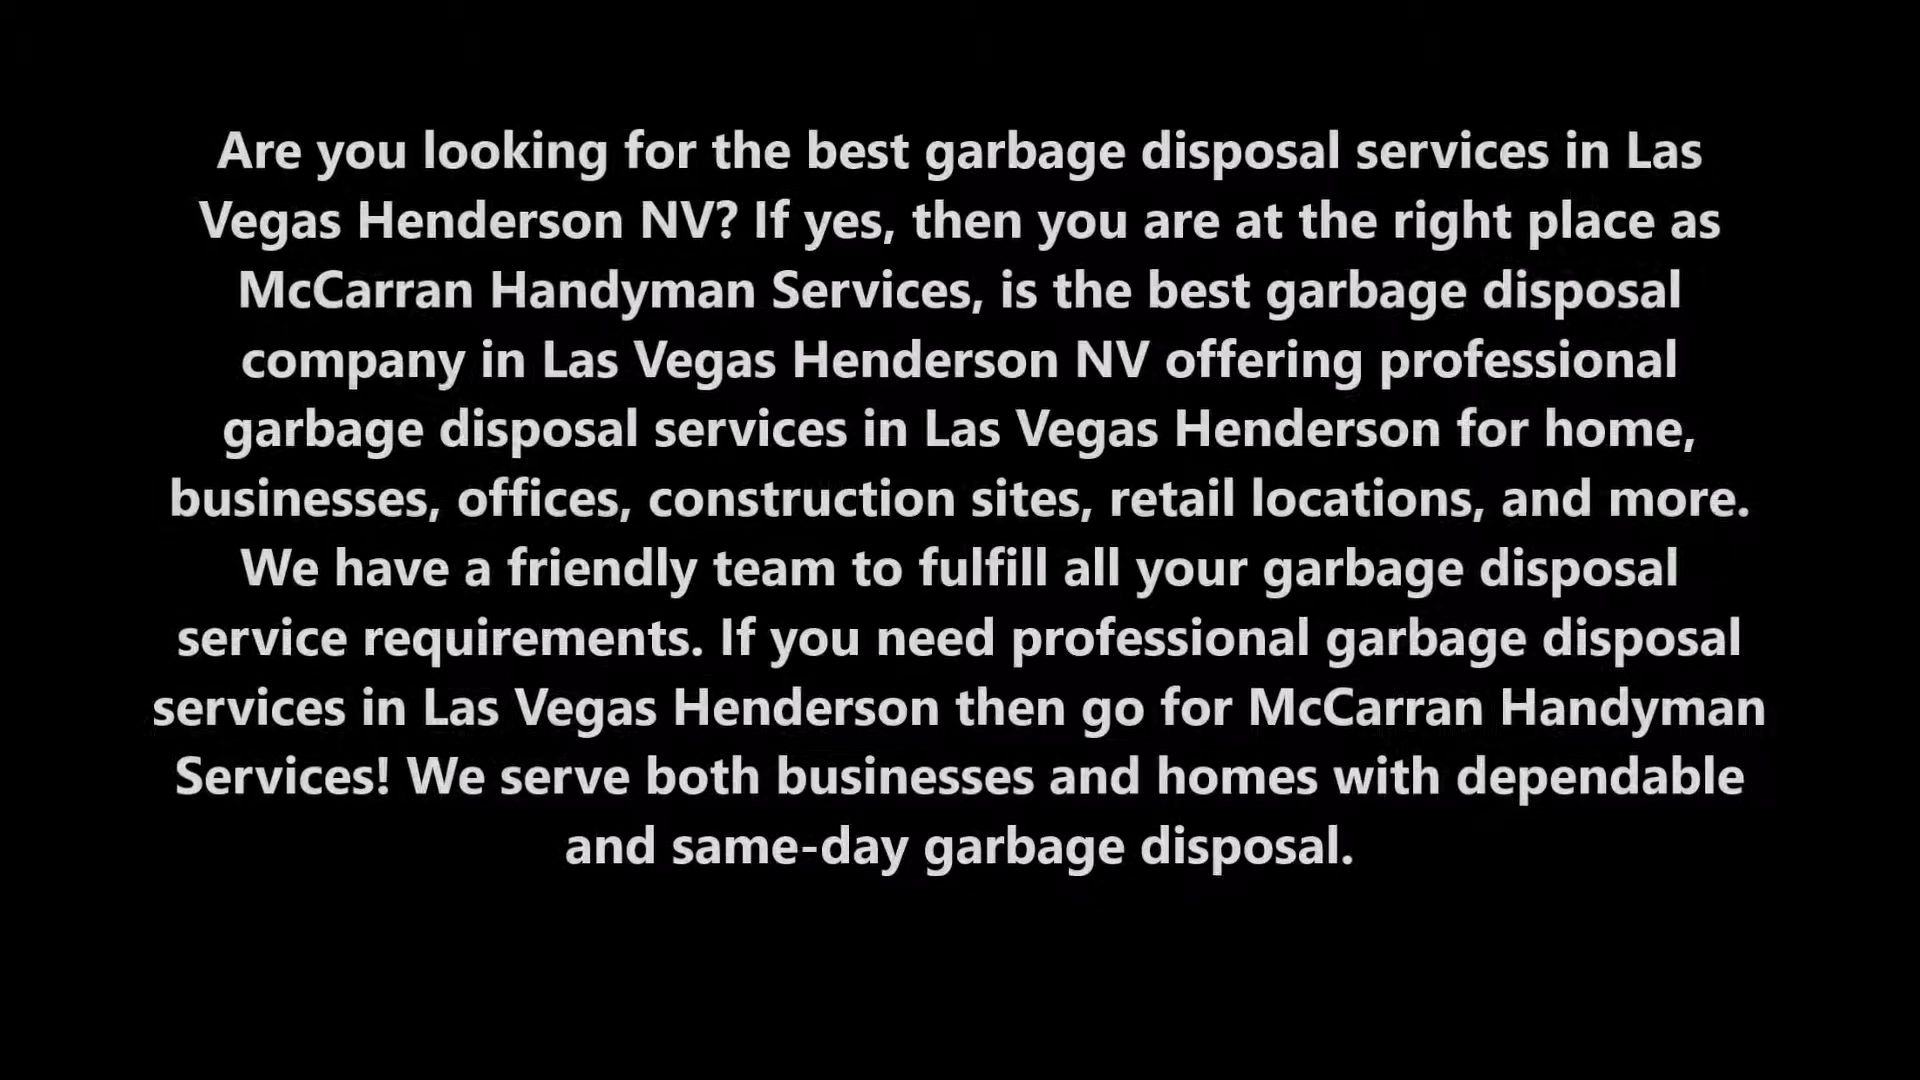 Are you looking for the best garbage disposal services in Las
Vegas Henderson NV? If yes, then you are at the right place as
McCarran Handyman Services, is the best garbage disposal
company in Las Vegas Henderson NV offering professional
garbage disposal services in Las Vegas Henderson for home,
businesses, offices, construction sites, retail locations, and more.
We have a friendly team to fulfill all your garbage disposal
service requirements. If you need professional garbage disposal
services in Las Vegas Henderson then go for McCarran Handyman
Services! We serve both businesses and homes with dependable
and same-day garbage disposal.